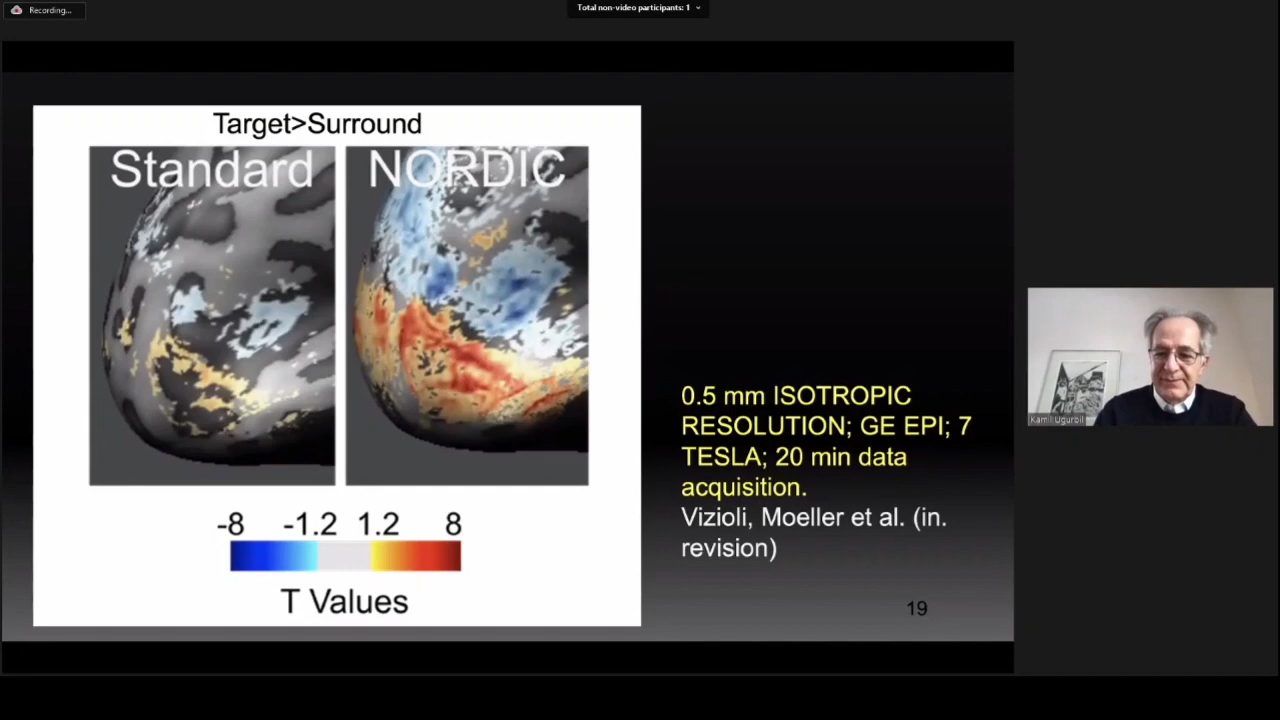 Recording...
Total non-video participants: 1
Target>Surround
Standard
NORDIC
-8 -1.2 1.2 8
T Values
0.5 mm ISOTROPIC
RESOLUTION; GE EPI; 7
TESLA; 20 min data
acquisition.
Vizioli, Moeller et al. (in.
revision)
19
Kamil Ugurbil